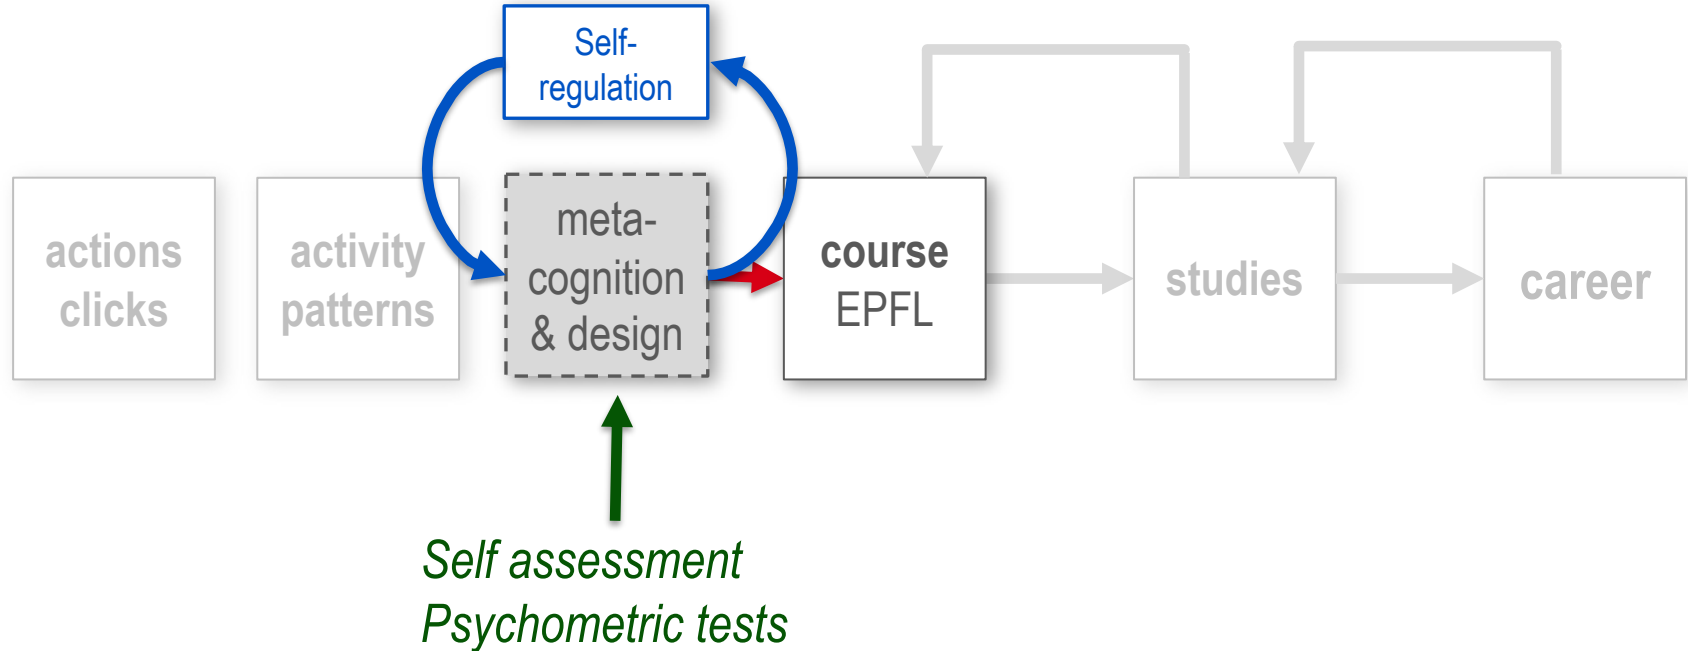 Self-
regulation
actions
clicks
activity
patterns
meta-
cognition
& design
course
EPFL
studies
career
Self assessment
Psychometric tests